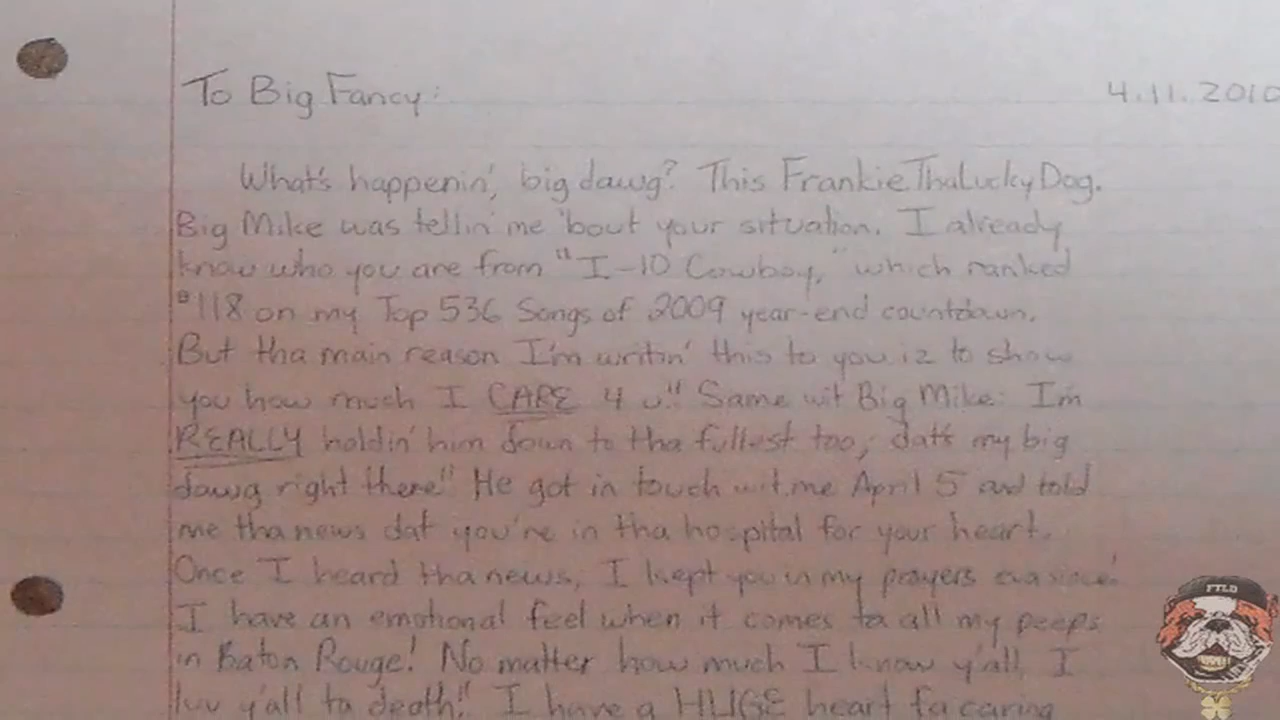 To Big Fancy: 4.11.2010
What's happenin', big dawg? This Frankie ThaLucky Dog.
Big Mike was tellin' me 'bout your situation. I already
know who you are from "I-10 Cowboy," which ranked
#118 on my Top 536 Songs of 2009 year-end countdown.
But tha main reason I'm writin' this to you iz to show
you how much I CARE 4 u!! Same wit Big Mike: I'm
REALLY holdin' him down to tha fullest too; dat's my big
dawg right there!! He got in touch wit me April 5 and told
me tha news dat you're in tha hospital for your heart.
Once I heard tha news, I kept you in my prayers eva since!
I have an emotional feel when it comes ta all my peeps
in Baton Rouge! No matter how much I know y'all, I
luv y'all ta death!! I have a HUGE heart fa caring
FTLD